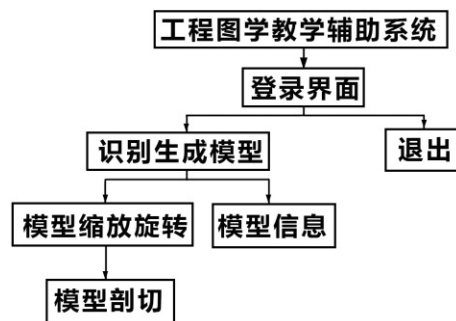 工程图学教学辅助系统
登录界面
识别生成模型
退出
模型缩放旋转
模型信息
模型剖切